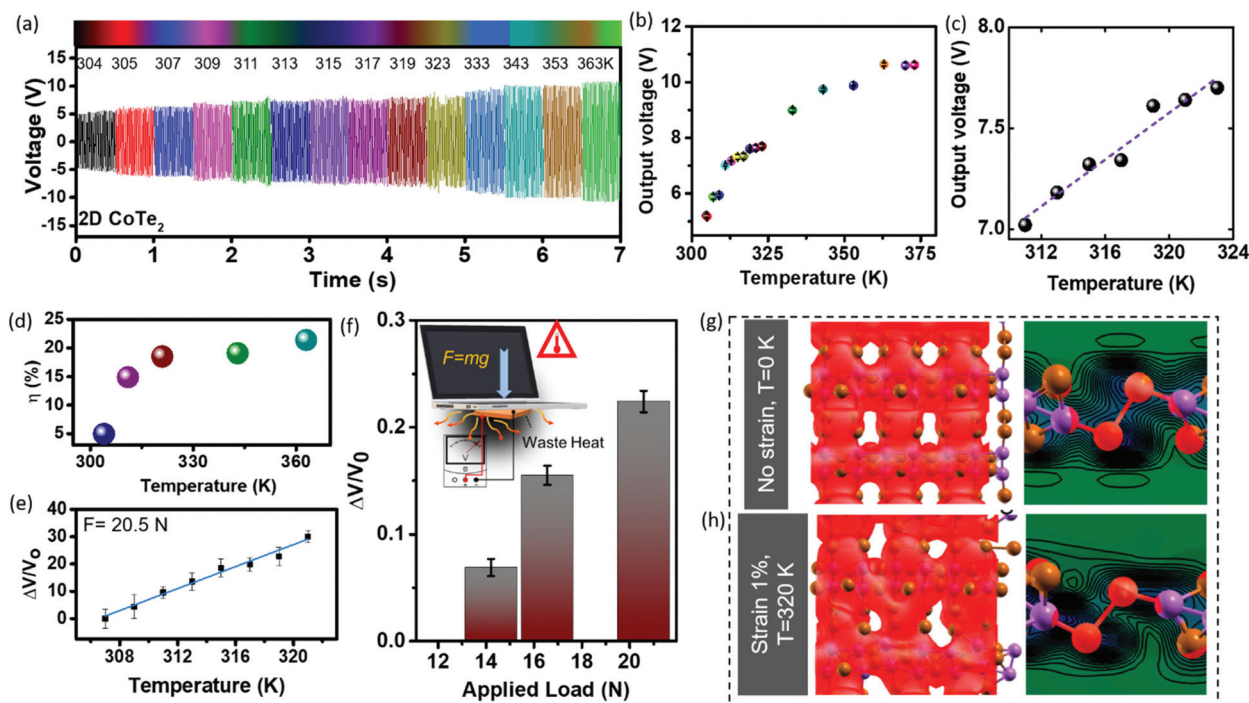 (a)
304 305 307 309 311 313 315 317 319 323 333 343 353 363K
15
10
5
0
-5
-10
-15
Voltage (V)
2D CoTe₂
0 1 2 3 4 5 6 7
Time (s)
(b)
12
10
8
6
Output voltage (V)
300 325 350 375
Temperature (K)
(c)
8.0
7.5
7.0
Output voltage (V)
312 316 320 324
Temperature (K)
(d)
25
20
15
10
5
η (%)
300 330 360
Temperature (K)
(e)
F= 20.5 N
40
30
20
10
0
ΔV/Vₒ
308 312 316 320
Temperature (K)
(f)
0.3
0.2
0.1
0.0
ΔV/V₀
F=mg
Waste Heat
V
12 14 16 18 20
Applied Load (N)
(g)
No strain, T=0 K
(h)
Strain 1%,
T=320 K